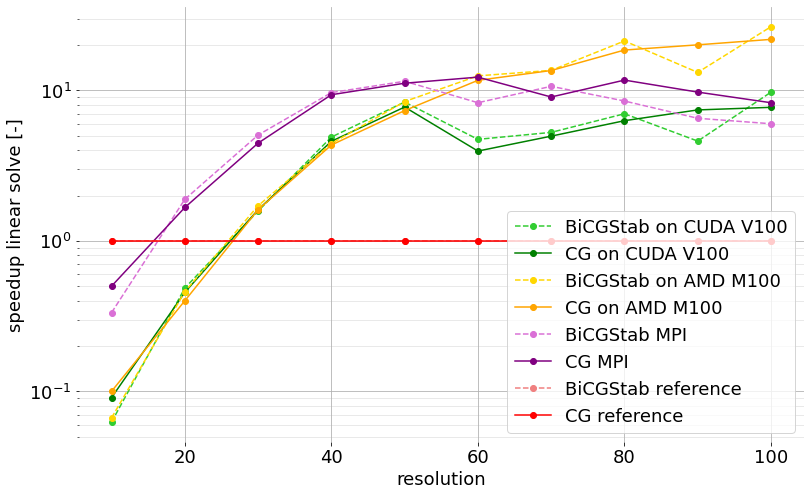 speedup linear solve [-]
10¹
10⁰
10⁻¹
20
40
60
80
100
resolution
BiCGStab on CUDA V100
CG on CUDA V100
BiCGStab on AMD M100
CG on AMD M100
BiCGStab MPI
CG MPI
BiCGStab reference
CG reference